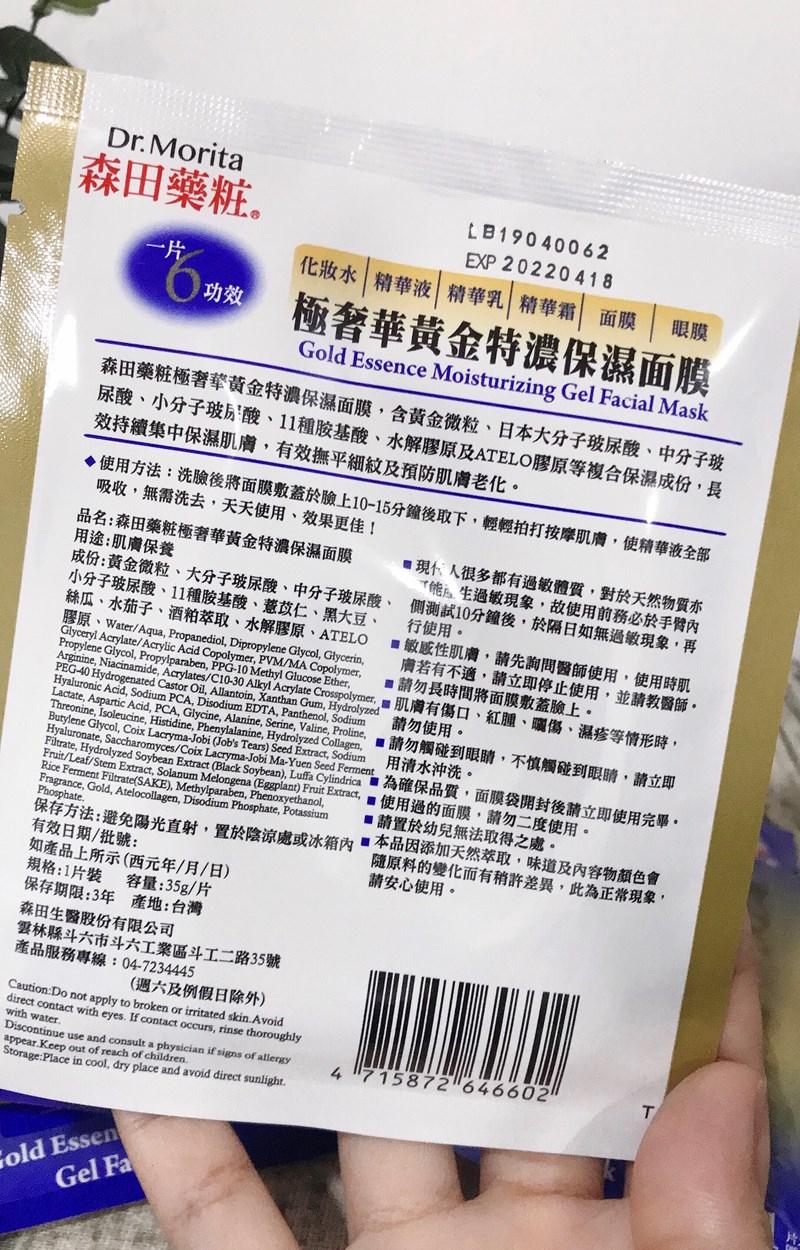 Dr.Morita
森田藥粧®
一片6功效
LB19040062
EXP 20220418
化妝水 精華液 精華乳 精華霜 面膜 眼膜
極奢華黃金特濃保濕面膜
Gold Essence Moisturizing Gel Facial Mask
森田藥粧極奢華黃金特濃保濕面膜，含黃金微粒、日本大分子玻尿酸、中分子玻
尿酸、小分子玻尿酸、11種胺基酸、水解膠原及ATELO膠原等複合保濕成份，長
效持續集中保濕肌膚，有效撫平細紋及預防肌膚老化。
◆使用方法：洗臉後將面膜敷蓋於臉上10-15分鐘後取下，輕輕拍打按摩肌膚，使精華液全部
吸收，無需洗去，天天使用、效果更佳！
品名:森田藥粧極奢華黃金特濃保濕面膜
用途:肌膚保養
成份:黃金微粒、大分子玻尿酸、中分子玻尿酸、
小分子玻尿酸、11種胺基酸、薏苡仁、黑大豆、
絲瓜、水茄子、酒粕萃取、水解膠原、ATELO
膠原、Water/Aqua, Propanediol, Dipropylene Glycol, Glycerin,
Glyceryl Acrylate/Acrylic Acid Copolymer, PVM/MA Copolymer,
Propylene Glycol, Propylparaben, PPG-10 Methyl Glucose Ether,
Arginine, Niacinamide, Acrylates/C10-30 Alkyl Acrylate Crosspolymer,
PEG-40 Hydrogenated Castor Oil, Allantoin, Xanthan Gum, Hydrolyzed
Hyaluronic Acid, Sodium PCA, Disodium EDTA, Panthenol, Sodium
Lactate, Aspartic Acid, PCA, Glycine, Alanine, Serine, Valine, Proline,
Threonine, Isoleucine, Histidine, Phenylalanine, Hydrolyzed Collagen,
Butylene Glycol, Coix Lacryma-Jobi (Job's Tears) Seed Extract, Sodium
Hyaluronate, Saccharomyces/Coix Lacryma-Jobi Ma-Yuen Seed Ferment
Filtrate, Hydrolyzed Soybean Extract (Black Soybean), Luffa Cylindrica
Fruit/Leaf/Stem Extract, Solanum Melongena (Eggplant) Fruit Extract,
Rice Ferment Filtrate(SAKE), Methylparaben, Phenoxyethanol,
Fragrance, Gold, Atelocollagen, Disodium Phosphate, Potassium
Phosphate.
保存方法:避免陽光直射，置於陰涼處或冰箱內
有效日期/批號:
如產品上所示(西元年/月/日)
規格:1片裝 容量:35g/片
保存期限:3年 產地:台灣
森田生醫股份有限公司
雲林縣斗六市斗六工業區斗工二路35號
產品服務專線：04-7234445
(週六及例假日除外)
Caution:Do not apply to broken or irritated skin.Avoid
direct contact with eyes. If contact occurs, rinse thoroughly
with water.
Discontinue use and consult a physician if signs of allergy
appear.Keep out of reach of children.
Storage:Place in cool, dry place and avoid direct sunlight.
■現代人很多都有過敏體質，對於天然物質亦
可能產生過敏現象，故使用前務必於手臂內
側測試10分鐘後，於隔日如無過敏現象，再
行使用。
■敏感性肌膚，請先詢問醫師使用，使用時肌
膚若有不適，請立即停止使用，並請教醫師。
■請勿長時間將面膜敷蓋臉上。
■肌膚有傷口、紅腫、曬傷、濕疹等情形時，
請勿使用。
■請勿觸碰到眼睛，不慎觸碰到眼睛，請立即
用清水沖洗。
■為確保品質，面膜袋開封後請立即使用完畢。
■使用過的面膜，請勿二度使用。
■請置於幼兒無法取得之處。
■本品因添加天然萃取，味道及內容物顏色會
隨原料的變化而有稍許差異，此為正常現象，
請安心使用。
4 715872 646602
T
Gold Essen
Gel Fa
k